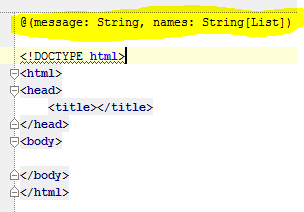 @(message: String, names: String[List])
<!DOCTYPE html>
<html>
<head>
<title></title>
</head>
<body>
</body>
</html>